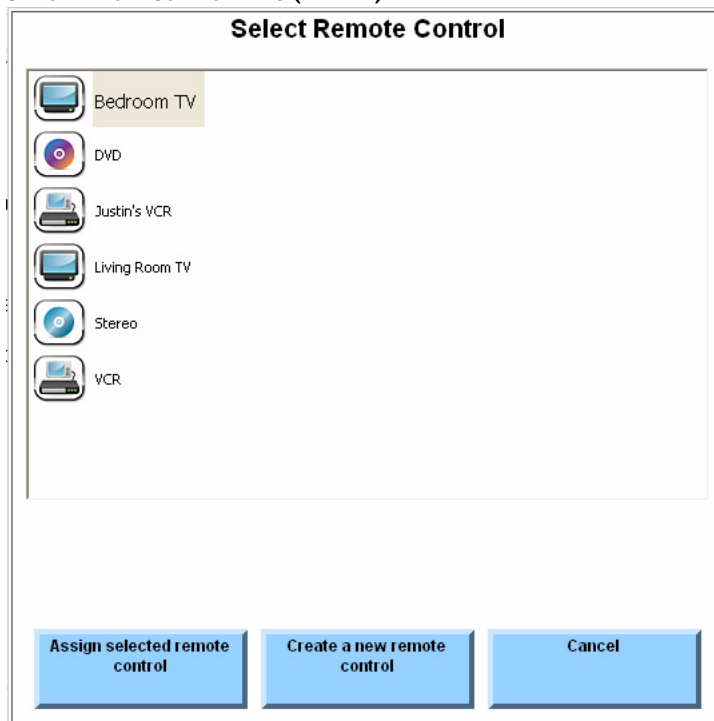 Select Remote Control
Bedroom TV
DVD
Justin's VCR
Living Room TV
Stereo
VCR
Assign selected remote
control
Create a new remote
control
Cancel